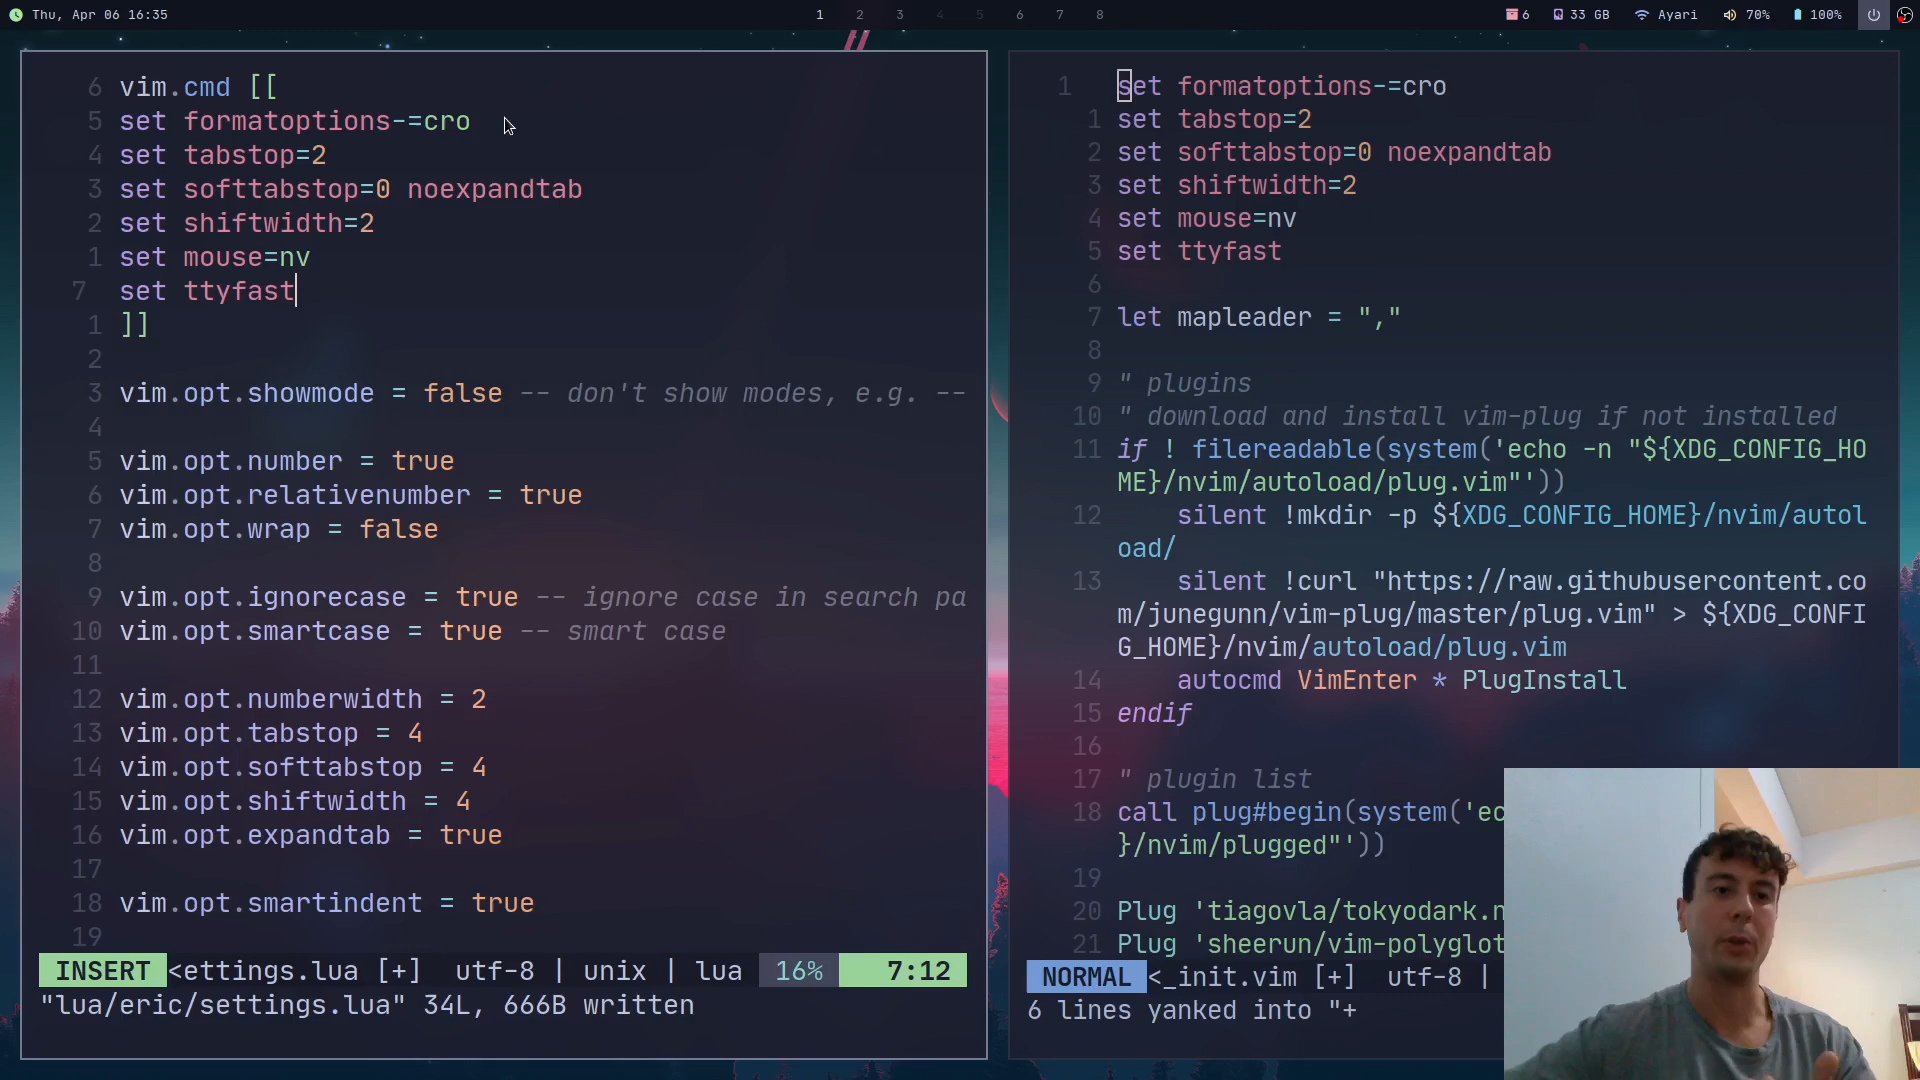 Thu, Apr 06 16:35
1 2 3 4 5 6 7 8
6 33 GB Ayari 70% 100%
6 vim.cmd [[
5 set formatoptions-=cro
4 set tabstop=2
3 set softtabstop=0 noexpandtab
2 set shiftwidth=2
1 set mouse=nv
7 set ttyfast
1 ]]
2
3 vim.opt.showmode = false -- don't show modes, e.g. --
4
5 vim.opt.number = true
6 vim.opt.relativenumber = true
7 vim.opt.wrap = false
8
9 vim.opt.ignorecase = true -- ignore case in search pa
10 vim.opt.smartcase = true -- smart case
11
12 vim.opt.numberwidth = 2
13 vim.opt.tabstop = 4
14 vim.opt.softtabstop = 4
15 vim.opt.shiftwidth = 4
16 vim.opt.expandtab = true
17
18 vim.opt.smartindent = true
19
INSERT <ettings.lua [+] utf-8 | unix | lua 16% 7:12
"lua/eric/settings.lua" 34L, 666B written
1 set formatoptions-=cro
1 set tabstop=2
2 set softtabstop=0 noexpandtab
3 set shiftwidth=2
4 set mouse=nv
5 set ttyfast
6
7 let mapleader = ","
8
9 " plugins
10 " download and install vim-plug if not installed
11 if ! filereadable(system('echo -n "${XDG_CONFIG_HO
ME}/nvim/autoload/plug.vim"'))
12 silent !mkdir -p ${XDG_CONFIG_HOME}/nvim/autol
oad/
13 silent !curl "https://raw.githubusercontent.co
m/junegunn/vim-plug/master/plug.vim" > ${XDG_CONFI
G_HOME}/nvim/autoload/plug.vim
14 autocmd VimEnter * PlugInstall
15 endif
16
17 " plugin list
18 call plug#begin(system('ec
}/nvim/plugged"'))
19
20 Plug 'tiagovla/tokyodark.n
21 Plug 'sheerun/vim-polyglot
NORMAL <_init.vim [+] utf-8 |
6 lines yanked into "+